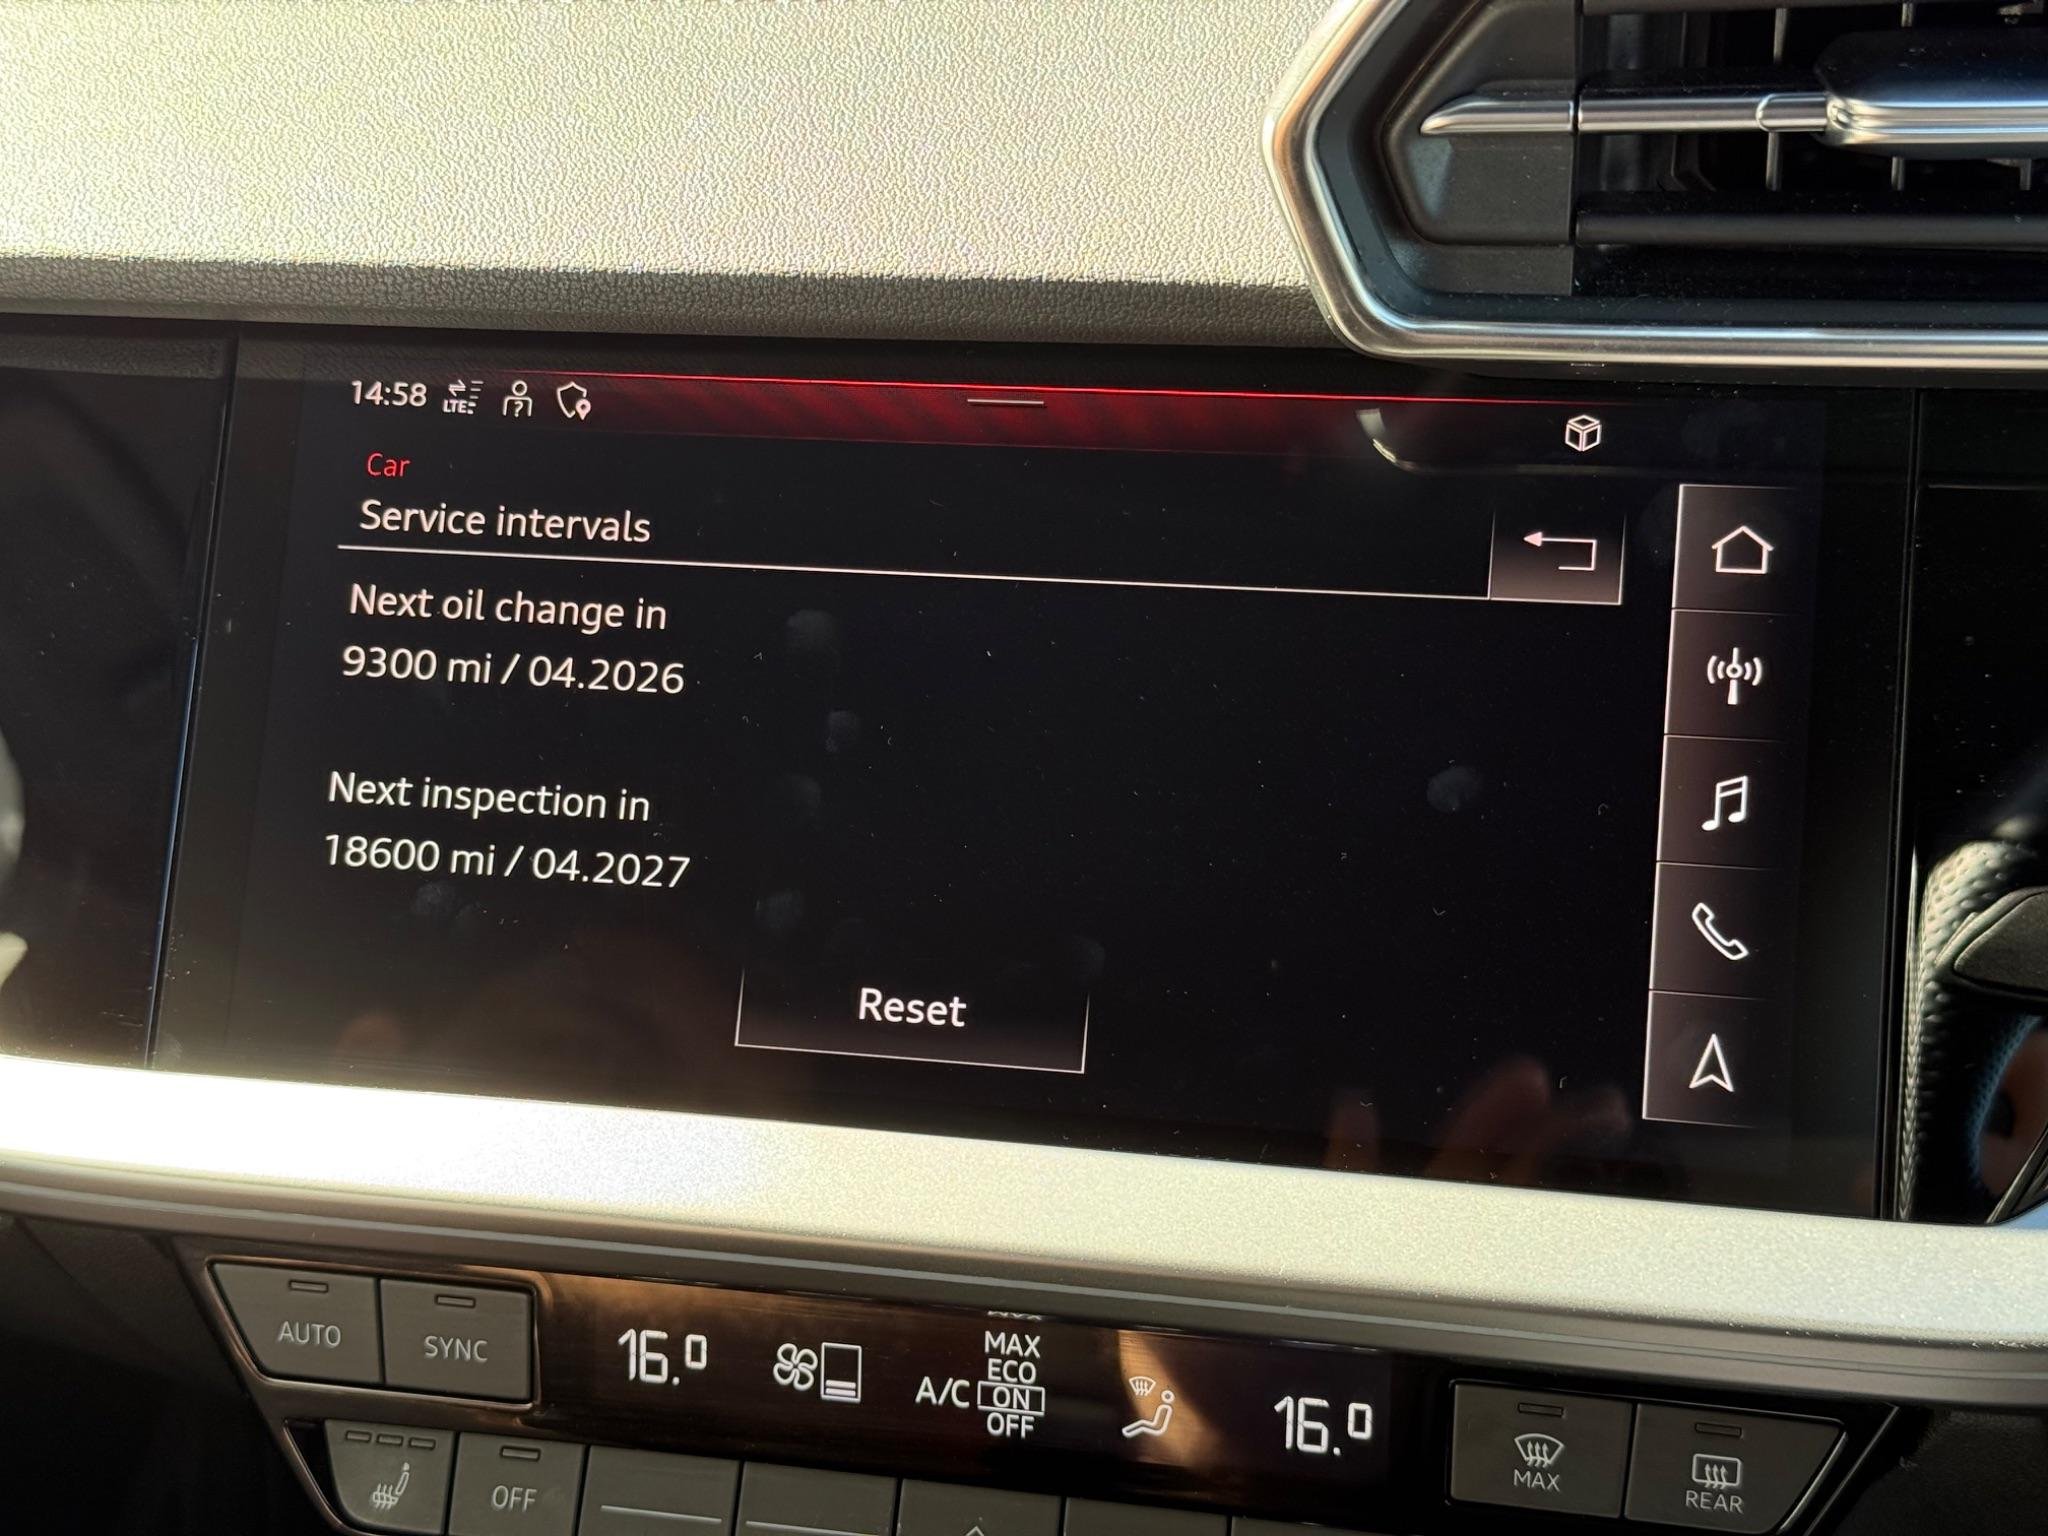 14:58 LTE
Car
Service intervals
Next oil change in
9300 mi / 04.2026
Next inspection in
18600 mi / 04.2027
Reset
AUTO
SYNC
16.0
A/C
MAX
ECO
ON
OFF
16.0
MAX
REAR
OFF